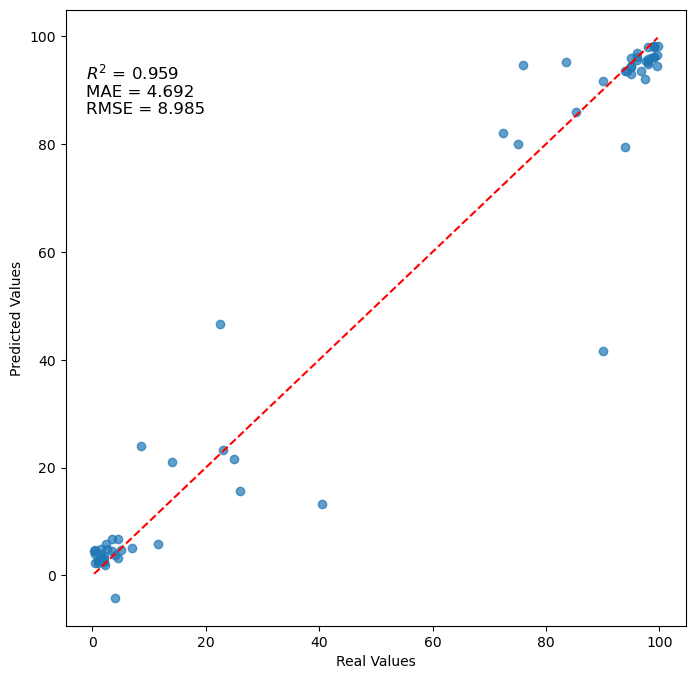 100
80
60
40
20
0
Predicted Values
R² = 0.959
MAE = 4.692
RMSE = 8.985
0 20 40 60 80 100
Real Values